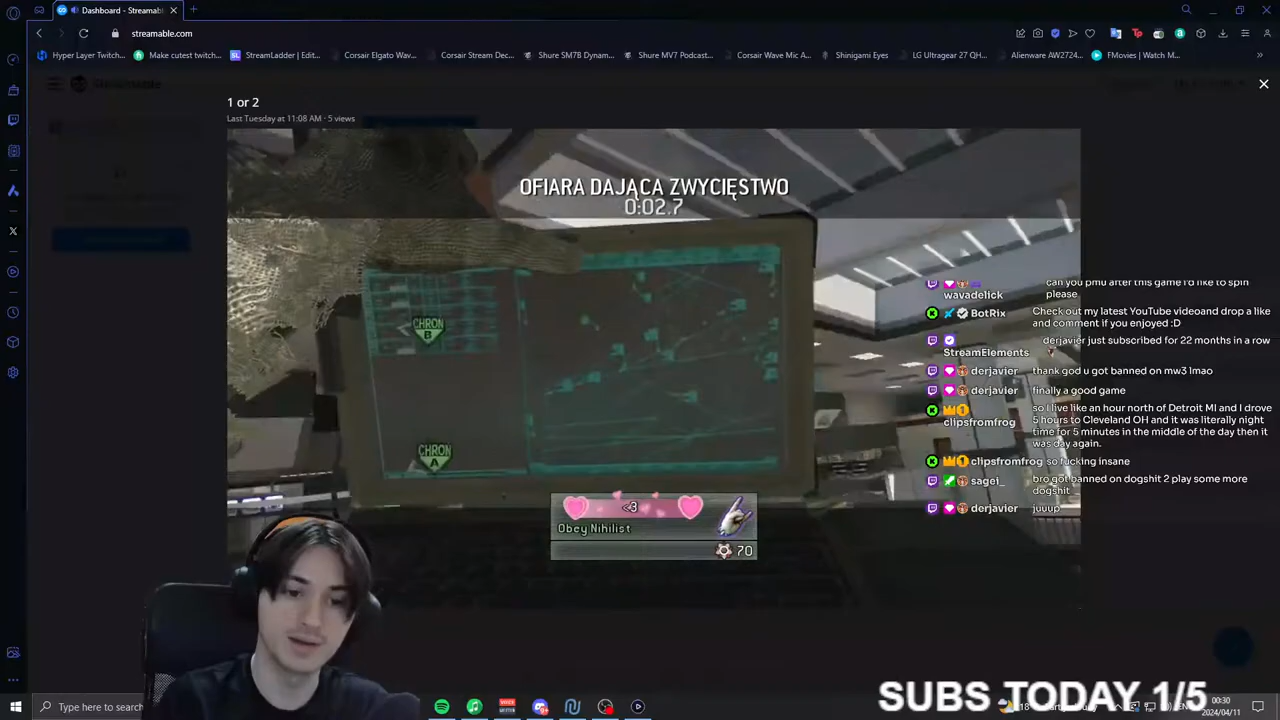 Dashboard - Streamable
streamable.com
Hyper Layer Twitch...
Make cutest twitch...
StreamLadder | Edit...
Corsair Elgato Wav...
Corsair Stream Dec...
Shure SM7B Dynam...
Shure MV7 Podcast...
Corsair Wave Mic A...
Shinigami Eyes
LG Ultragear 27 QH...
Alienware AW2724...
FMovies | Watch M...
1 or 2
Last Tuesday at 11:08 AM · 5 views
OFIARA DAJĄCA ZWYCIĘSTWO
0:02.7
CHROŃ
B
CHROŃ
A
<3
Obey Nihilist
70
can you pmu after this game i'd like to spin
wavadelick please
BotRix Check out my latest YouTube videoand drop a like
and comment if you enjoyed :D
derjavier just subscribed for 22 months in a row
StreamElements
derjavier thank god u got banned on mw3 lmao
derjavier finally a good game
so I live like an hour north of Detroit MI and I drove
clipsfromfrog 5 hours to Cleveland OH and it was literally night
time for 5 minutes in the middle of the day then it
was day again.
clipsfromfrog so fucking insane
sagei_ bro got banned on dogshit 2 play some more
dogshit
derjavier juuup
SUBS TODAY 1/5
Type here to search
00:30
2024/04/11